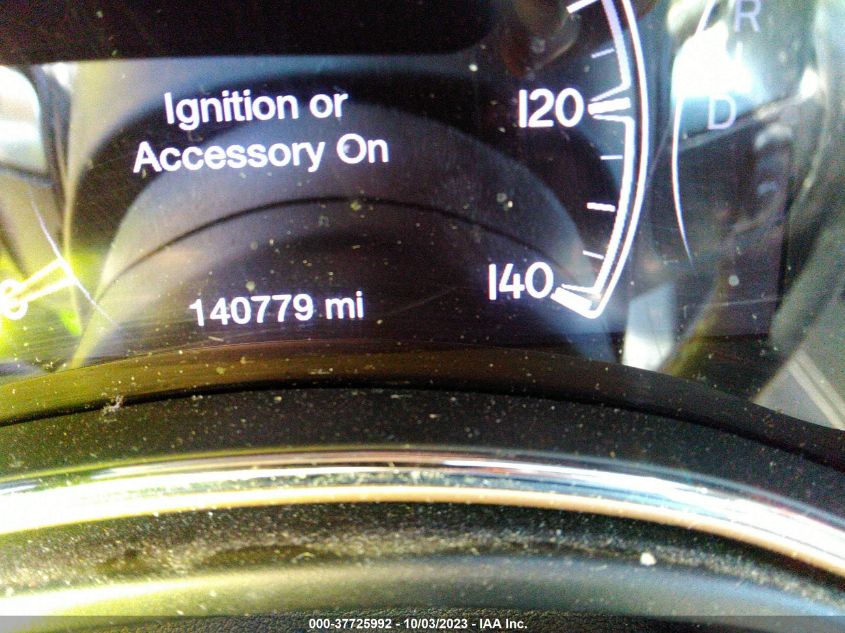 R
Ignition or
120
D
Accessory On
140
140779 mi
000-37725992 - 10/03/2023 - IAA Inc.